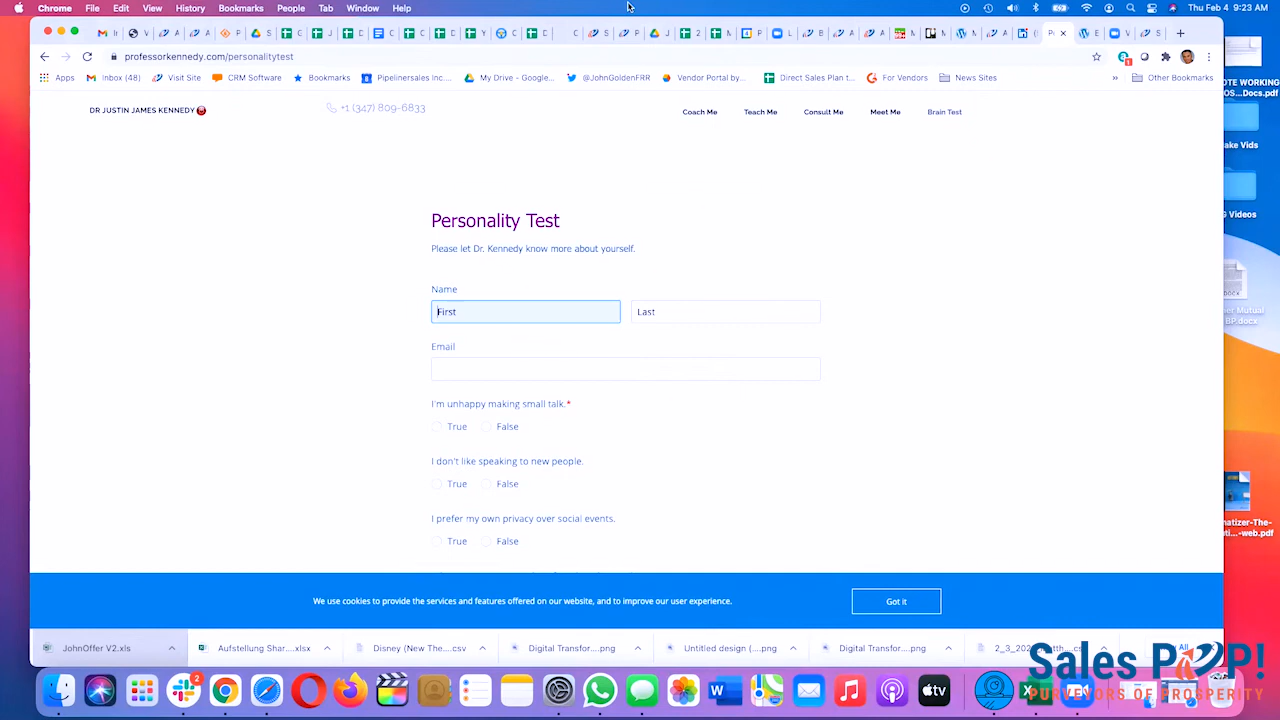 Chrome File Edit View History Bookmarks People Tab Window Help
Thu Feb 4 9:23 AM
professorkennedy.com/personalitytest
Apps Inbox (48) Visit Site CRM Software Bookmarks Pipelinersales Inc.... My Drive - Google... @JohnGoldenFRR Vendor Portal by... Direct Sales Plan t... For Vendors News Sites » Other Bookmarks
DR JUSTIN JAMES KENNEDY
+1 (347) 809-6833
Coach Me Teach Me Consult Me Meet Me Brain Test
Personality Test
Please let Dr. Kennedy know more about yourself.
Name
First Last
Email
I'm unhappy making small talk.*
True False
I don't like speaking to new people.
True False
I prefer my own privacy over social events.
True False
We use cookies to provide the services and features offered on our website, and to improve our user experience.
Got it
JohnOffer V2.xls Aufstellung Shar....xlsx Disney (New The....csv Digital Transfor....png Untitled design (....png Digital Transfor....png
Sales POP!
PURVEYORS OF PROSPERITY